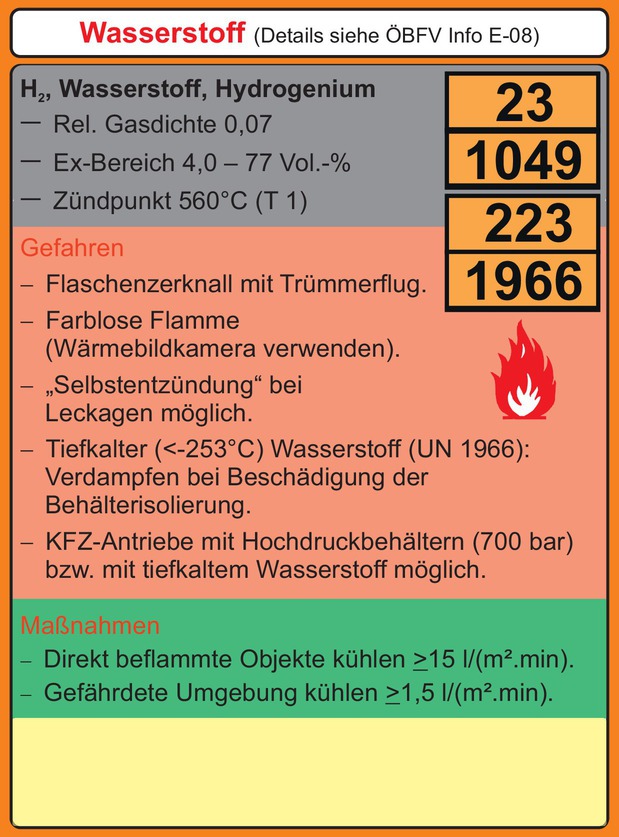 Wasserstoff (Details siehe ÖBFV Info E-08)
H₂, Wasserstoff, Hydrogenium
— Rel. Gasdichte 0,07
— Ex-Bereich 4,0 – 77 Vol.-%
— Zündpunkt 560°C (T 1)
23
1049
223
1966
Gefahren
– Flaschenzerknall mit Trümmerflug.
– Farblose Flamme
(Wärmebildkamera verwenden).
– „Selbstentzündung“ bei
Leckagen möglich.
– Tiefkalter (<-253°C) Wasserstoff (UN 1966):
Verdampfen bei Beschädigung der
Behälterisolierung.
– KFZ-Antriebe mit Hochdruckbehältern (700 bar)
bzw. mit tiefkaltem Wasserstoff möglich.
Maßnahmen
– Direkt beflammte Objekte kühlen ≥15 l/(m².min).
– Gefährdete Umgebung kühlen ≥1,5 l/(m².min).